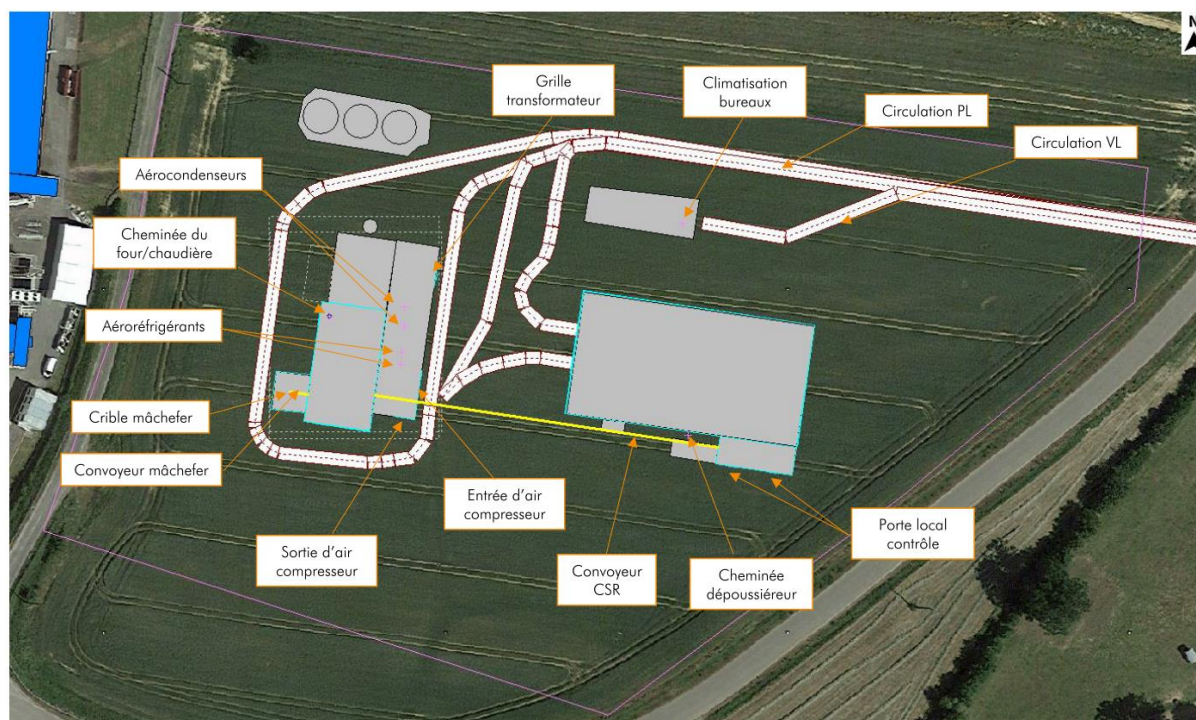 N
Grille
transformateur
Climatisation
bureaux
Circulation PL
Circulation VL
Aérocondenseurs
Cheminée du
four/chaudière
Aéroréfrigérants
Crible mâchefer
Convoyeur mâchefer
Entrée d'air
compresseur
Sortie d'air
compresseur
Convoyeur
CSR
Cheminée
dépoussiéreur
Porte local
contrôle